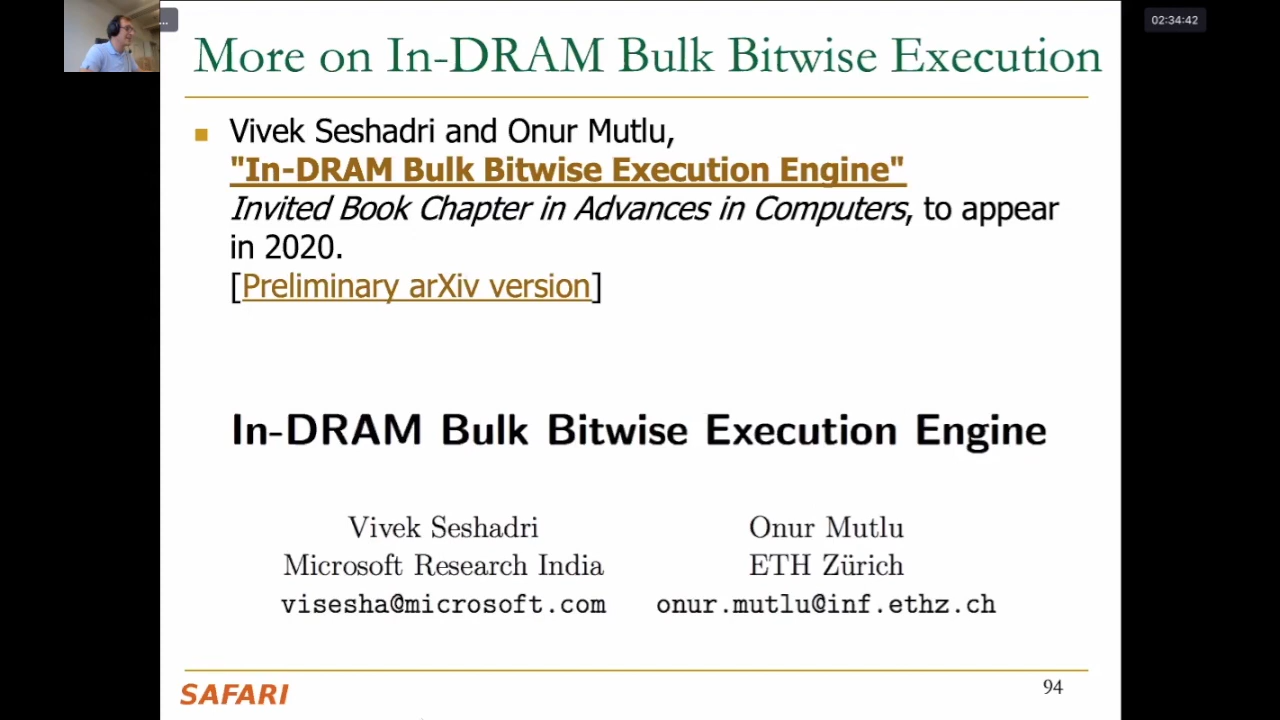 ...
02:34:42
More on In-DRAM Bulk Bitwise Execution
Vivek Seshadri and Onur Mutlu,
"In-DRAM Bulk Bitwise Execution Engine"
Invited Book Chapter in Advances in Computers, to appear
in 2020.
[Preliminary arXiv version]
In-DRAM Bulk Bitwise Execution Engine
Vivek Seshadri Onur Mutlu
Microsoft Research India ETH Zürich
visesha@microsoft.com onur.mutlu@inf.ethz.ch
SAFARI 94